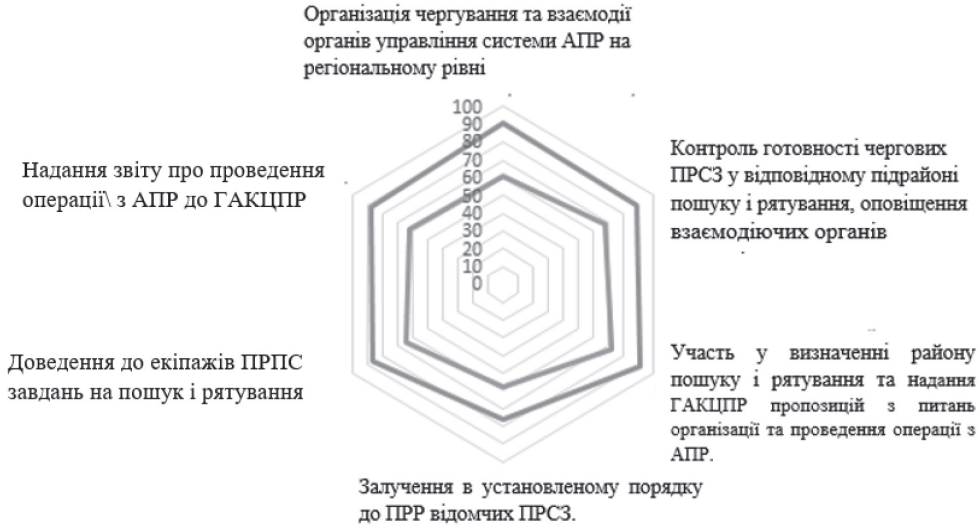 Організація чергування та взаємодії
органів управління системи АПР на
регіональному рівні
100
90
80
70
60
50
40
30
20
10
0
Контроль готовності чергових
ПРСЗ у відповідному підрайоні
пошуку і рятування, оповіщення
взаємодіючих органів
Участь у визначенні району
пошуку і рятування та надання
ГАКЦПР пропозицій з питань
організації та проведення операції з
АПР.
Залучення в установленому порядку
до ПРР відомчих ПРСЗ.
Доведення до екіпажів ПРПС
завдань на пошук і рятування
Надання звіту про проведення
операції\ з АПР до ГАКЦПР